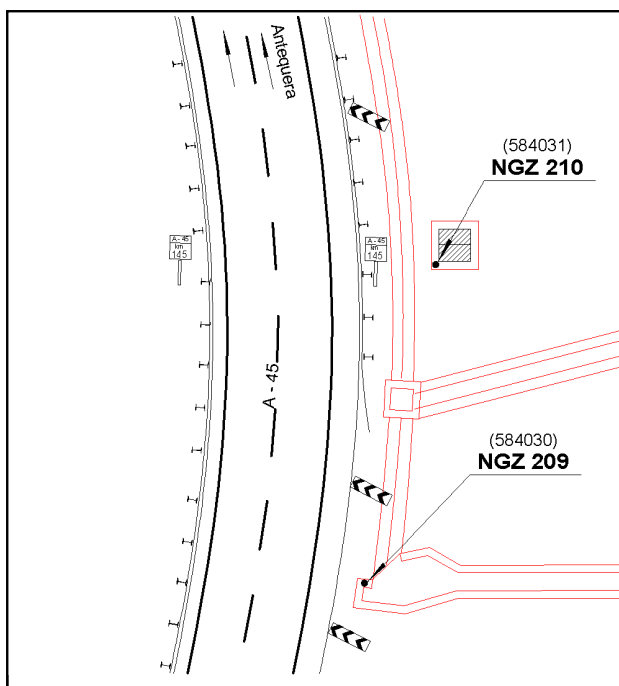 Antequera
(584031)
NGZ 210
A - 45
km
145
A - 45
km
145
A - 45
(584030)
NGZ 209